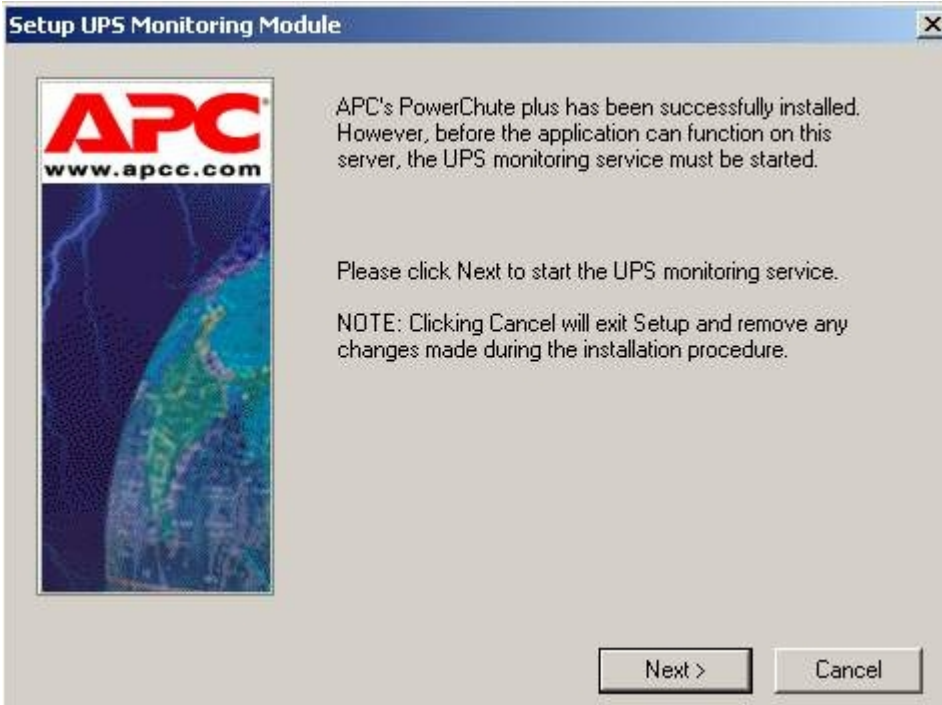 Setup UPS Monitoring Module
APC
www.apcc.com
APC's PowerChute plus has been successfully installed.
However, before the application can function on this
server, the UPS monitoring service must be started.
Please click Next to start the UPS monitoring service.
NOTE: Clicking Cancel will exit Setup and remove any
changes made during the installation procedure.
Next >
Cancel